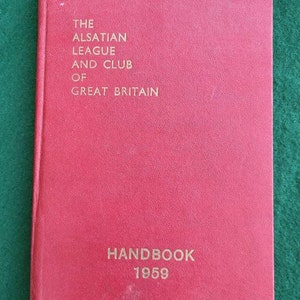 THE
ALSATIAN
LEAGUE
AND CLUB
OF
GREAT BRITAIN
HANDBOOK
1959